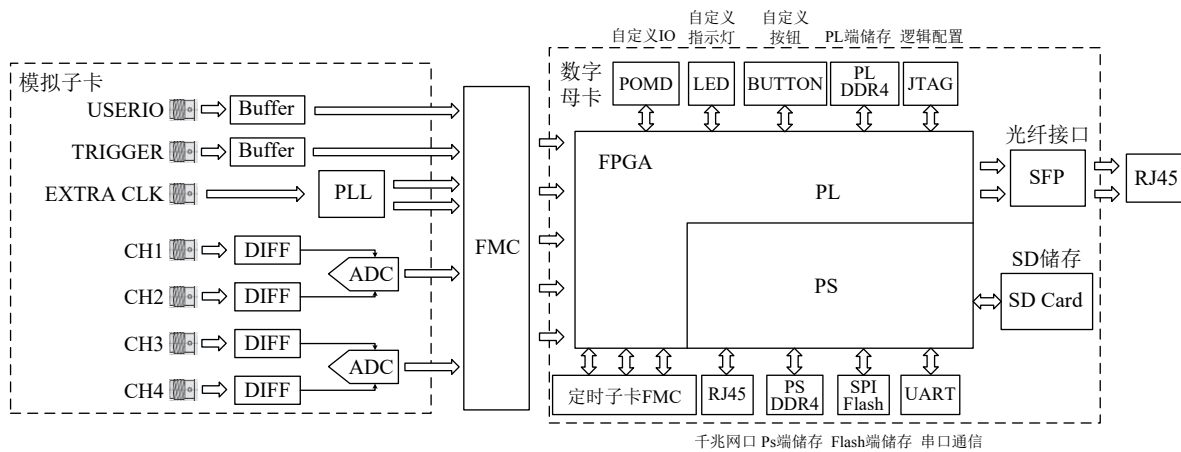 自定义IO
自定义
指示灯
自定义
按钮
PL端储存
逻辑配置
模拟子卡
USERIO
Buffer
TRIGGER
Buffer
EXTRA CLK
PLL
CH1
DIFF
ADC
CH2
DIFF
CH3
DIFF
ADC
CH4
DIFF
FMC
数字
母卡
POMD
LED
BUTTON
PL
DDR4
JTAG
FPGA
PL
PS
光纤接口
SFP
RJ45
SD储存
SD Card
定时子卡FMC
RJ45
PS
DDR4
SPI
Flash
UART
千兆网口 Ps端储存 Flash端储存 串口通信